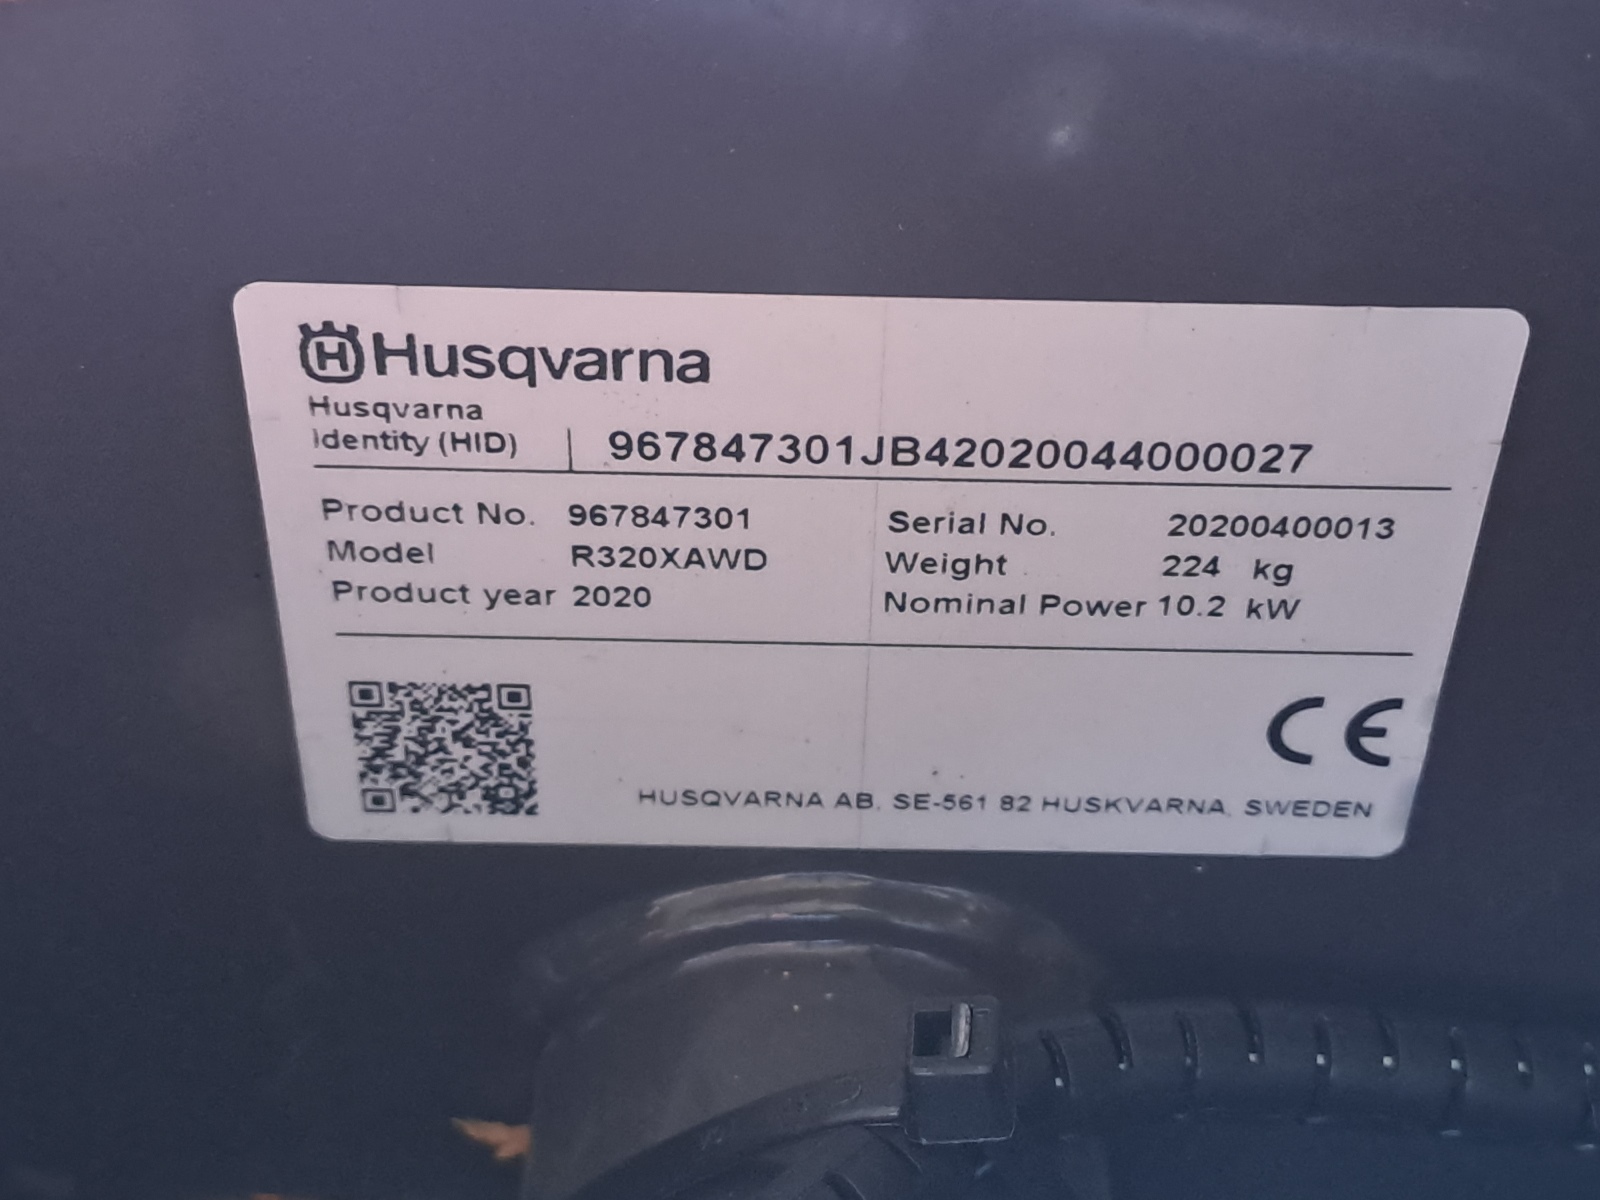 Husqvarna
Husqvarna
Identity (HID) 967847301JB42020044000027
Product No. 967847301 Serial No. 20200400013
Model R320XAWD Weight 224 kg
Product year 2020 Nominal Power 10.2 kW
CE
HUSQVARNA AB, SE-561 82 HUSKVARNA, SWEDEN